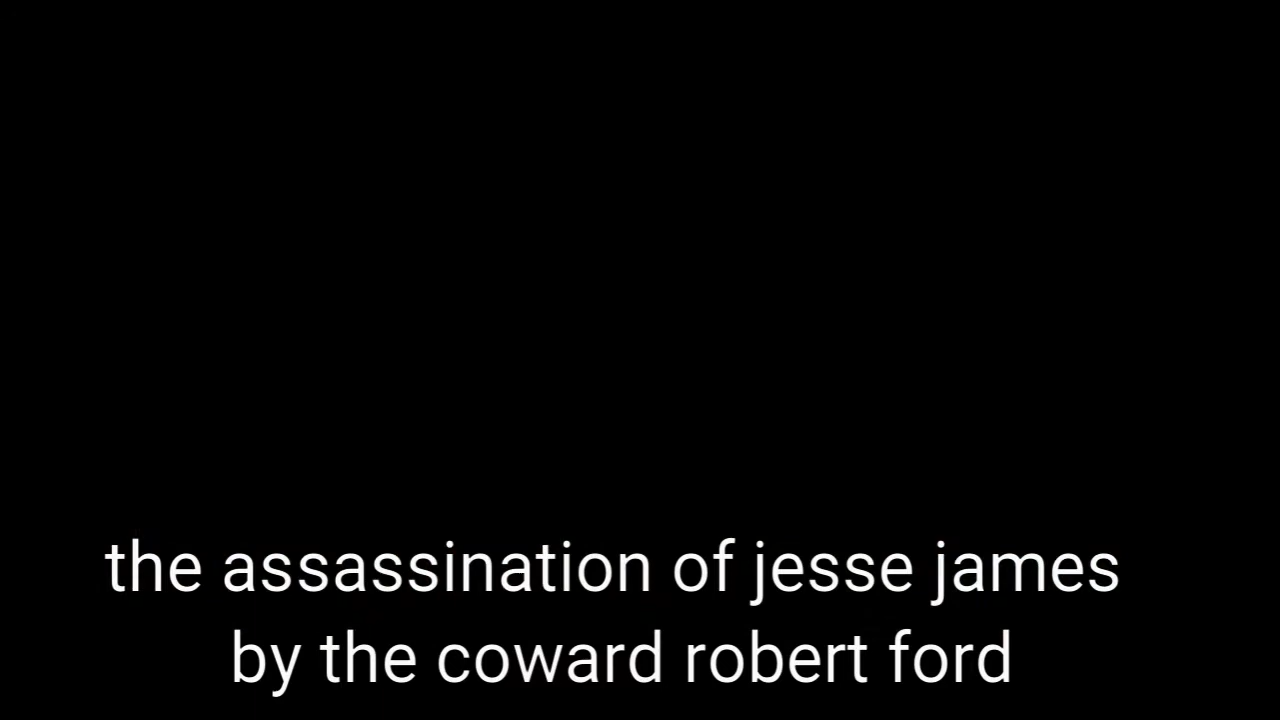 the assassination of jesse james
by the coward robert ford